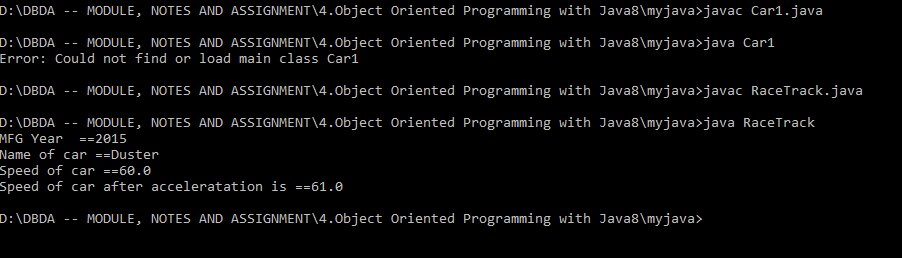 D:\DBDA -- MODULE, NOTES AND ASSIGNMENT\4.Object Oriented Programming with Java8\myjava>javac Car1.java
D:\DBDA -- MODULE, NOTES AND ASSIGNMENT\4.Object Oriented Programming with Java8\myjava>java Car1
Error: Could not find or load main class Car1
D:\DBDA -- MODULE, NOTES AND ASSIGNMENT\4.Object Oriented Programming with Java8\myjava>javac RaceTrack.java
D:\DBDA -- MODULE, NOTES AND ASSIGNMENT\4.Object Oriented Programming with Java8\myjava>java RaceTrack
MFG Year  ==2015
Name of car ==Duster
Speed of car ==60.0
Speed of car after acceleratation is ==61.0
D:\DBDA -- MODULE, NOTES AND ASSIGNMENT\4.Object Oriented Programming with Java8\myjava>